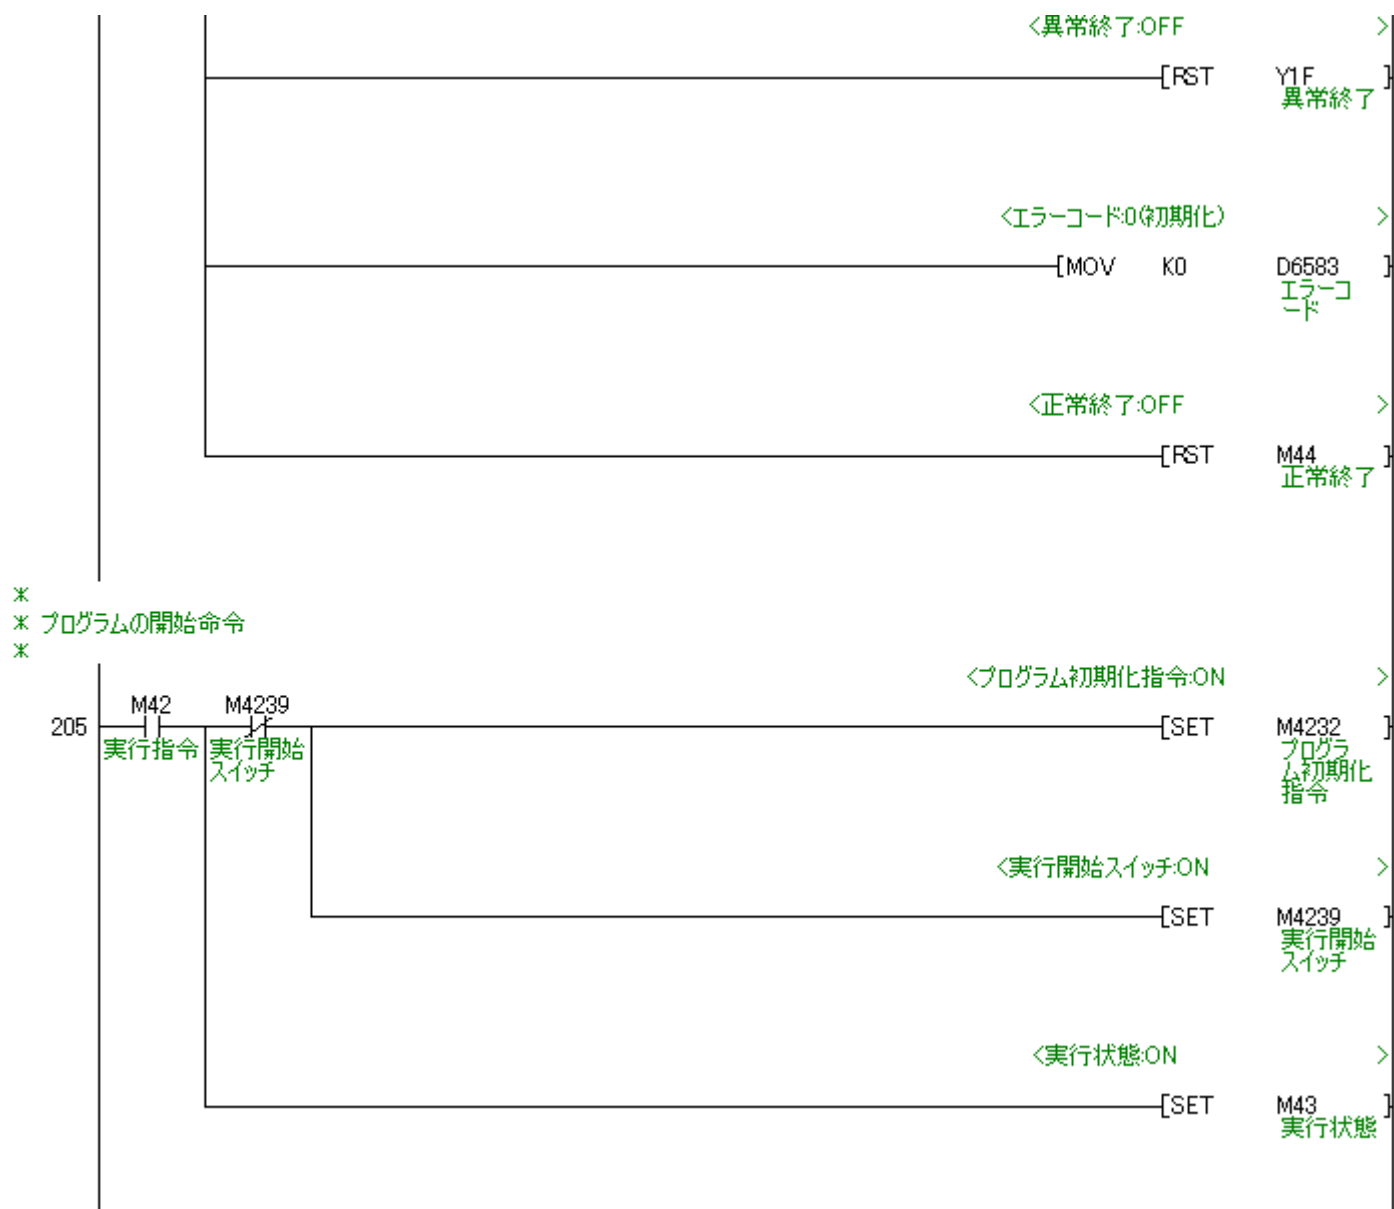 <異常終了:OFF >
[RST Y1F ]
異常終了
<エラーコード:0(初期化) >
[MOV K0 D6583 ]
エラーコ
ード
<正常終了:OFF >
[RST M44 ]
正常終了
*
* プログラムの開始命令
*
<プログラム初期化指令:ON >
M42 M4239
205 [SET M4232 ]
実行指令 実行開始
スイッチ
プログラ
ム初期化
指令
<実行開始スイッチ:ON >
[SET M4239 ]
実行開始
スイッチ
<実行状態:ON >
[SET M43 ]
実行状態